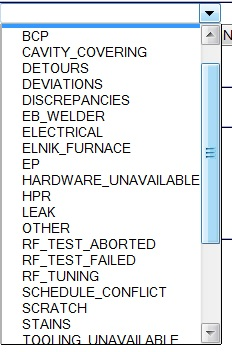 BCP
CAVITY_COVERING
DETOURS
DEVIATIONS
DISCREPANCIES
EB_WELDER
ELECTRICAL
ELNIK_FURNACE
EP
HARDWARE_UNAVAILABLE
HPR
LEAK
OTHER
RF_TEST_ABORTED
RF_TEST_FAILED
RF_TUNING
SCHEDULE_CONFLICT
SCRATCH
STAINS
TOOLING_UNAVAILABLE